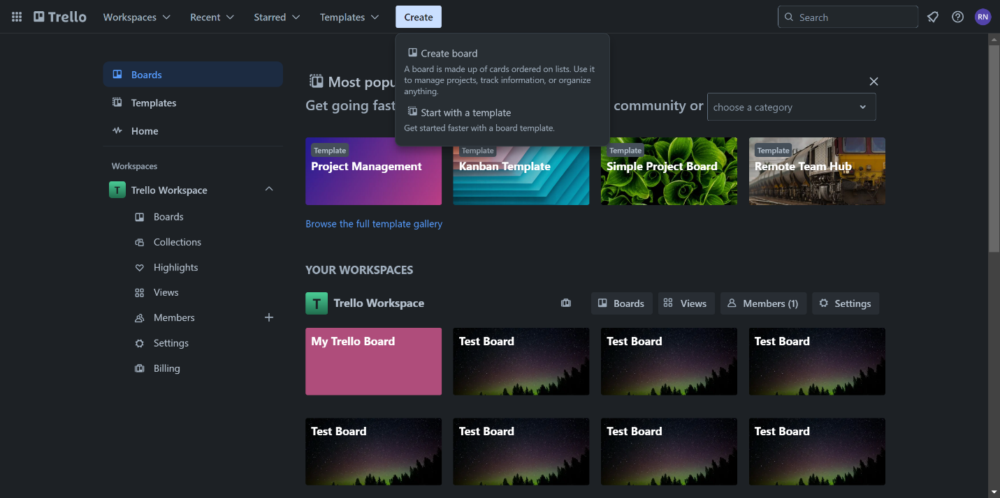 Trello
Workspaces
Recent
Starred
Templates
Create
Search
RN
Create board
A board is made up of cards ordered on lists. Use it
to manage projects, track information, or organize
anything.
Start with a template
Get started faster with a board template.
Boards
Templates
Home
Workspaces
T Trello Workspace
Boards
Collections
Highlights
Views
Members
Settings
Billing
Most popu
Get going fast community or choose a category
Template
Project Management
Template
Kanban Template
Template
Simple Project Board
Template
Remote Team Hub
Browse the full template gallery
YOUR WORKSPACES
T Trello Workspace
Boards
Views
Members (1)
Settings
My Trello Board
Test Board
Test Board
Test Board
Test Board
Test Board
Test Board
Test Board